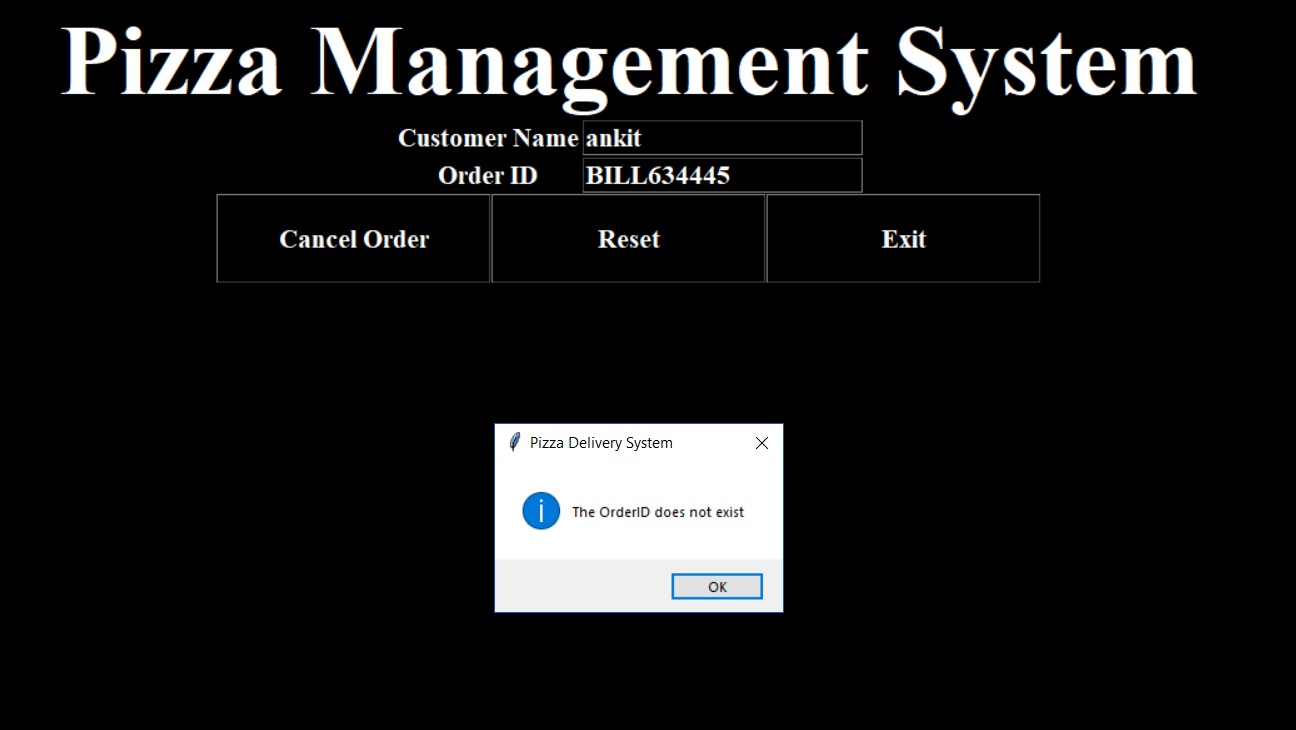 Pizza Management System
Customer Name ankit
Order ID BILL634445
Cancel Order Reset Exit
Pizza Delivery System
The OrderID does not exist
OK